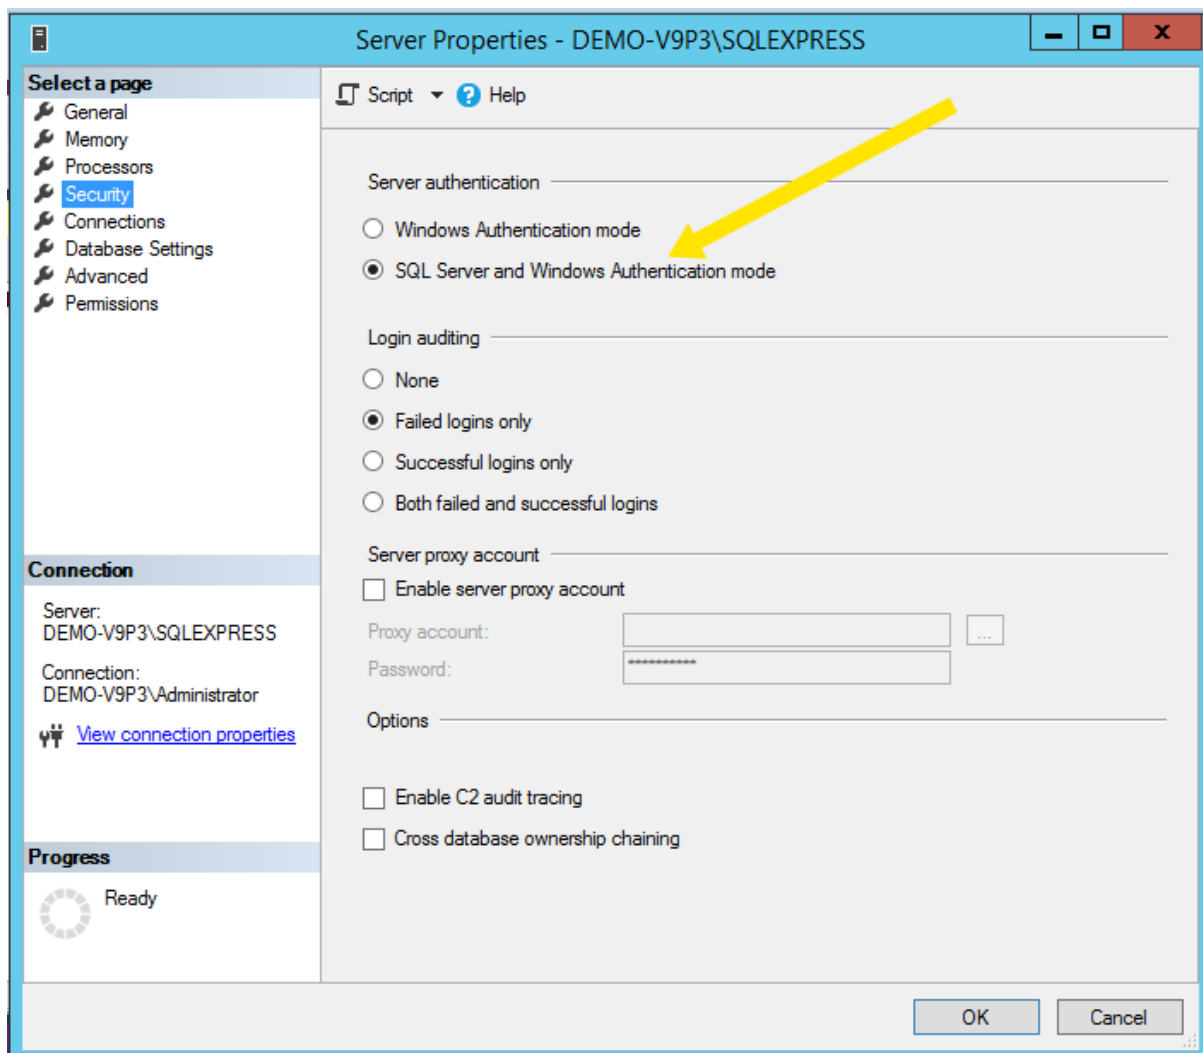 Server Properties - DEMO-V9P3\SQLEXPRESS
Select a page
General
Memory
Processors
Security
Connections
Database Settings
Advanced
Permissions
Script
Help
Server authentication
Windows Authentication mode
SQL Server and Windows Authentication mode
Login auditing
None
Failed logins only
Successful logins only
Both failed and successful logins
Server proxy account
Enable server proxy account
Proxy account:
...
Password:
**********
Options
Enable C2 audit tracing
Cross database ownership chaining
Connection
Server:
DEMO-V9P3\SQLEXPRESS
Connection:
DEMO-V9P3\Administrator
View connection properties
Progress
Ready
OK
Cancel